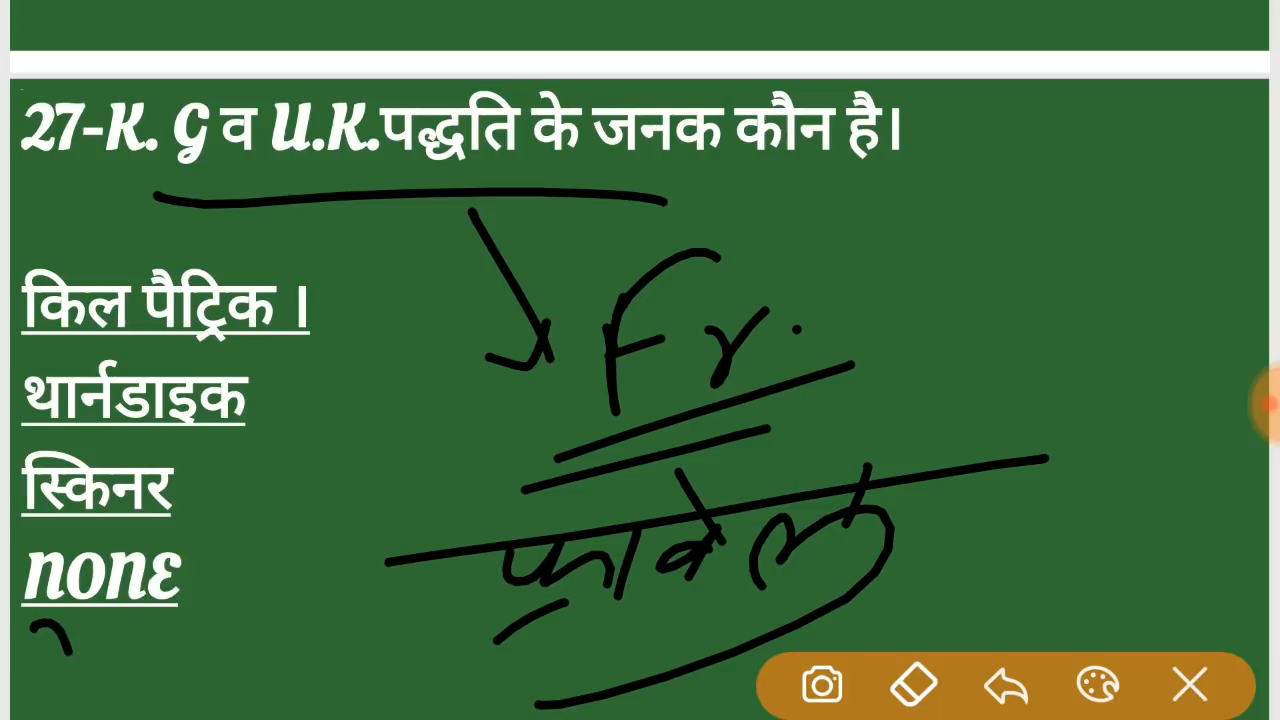 27-K. G व U.K.पद्धति के जनक कौन है।
Fr.
किल पैट्रिक ।
थार्नडाइक
स्किनर
फ्रावेल
NONE